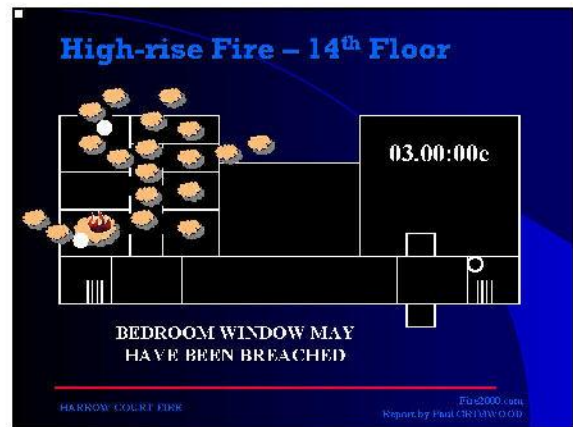 High-rise Fire – 14th Floor
03.00:00c
BEDROOM WINDOW MAY
HAVE BEEN BREACHED
HARROW COURT FIRE
Fire2000.com
Report by Paul GRIMWOOD